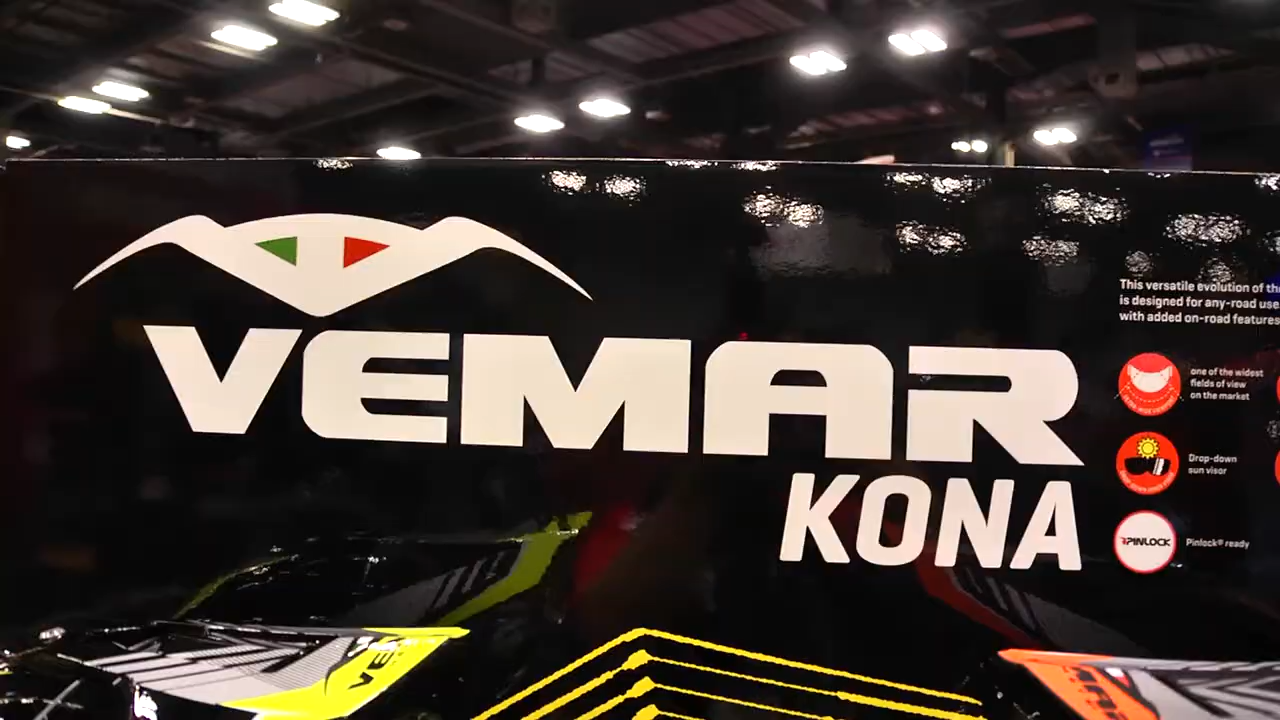 VEMAR
KONA
This versatile evolution of
is designed for any-road use
with added on-road features
one of the widest
fields of view
on the market
Drop-down
sun visor
PINLOCK
Pinlock® ready